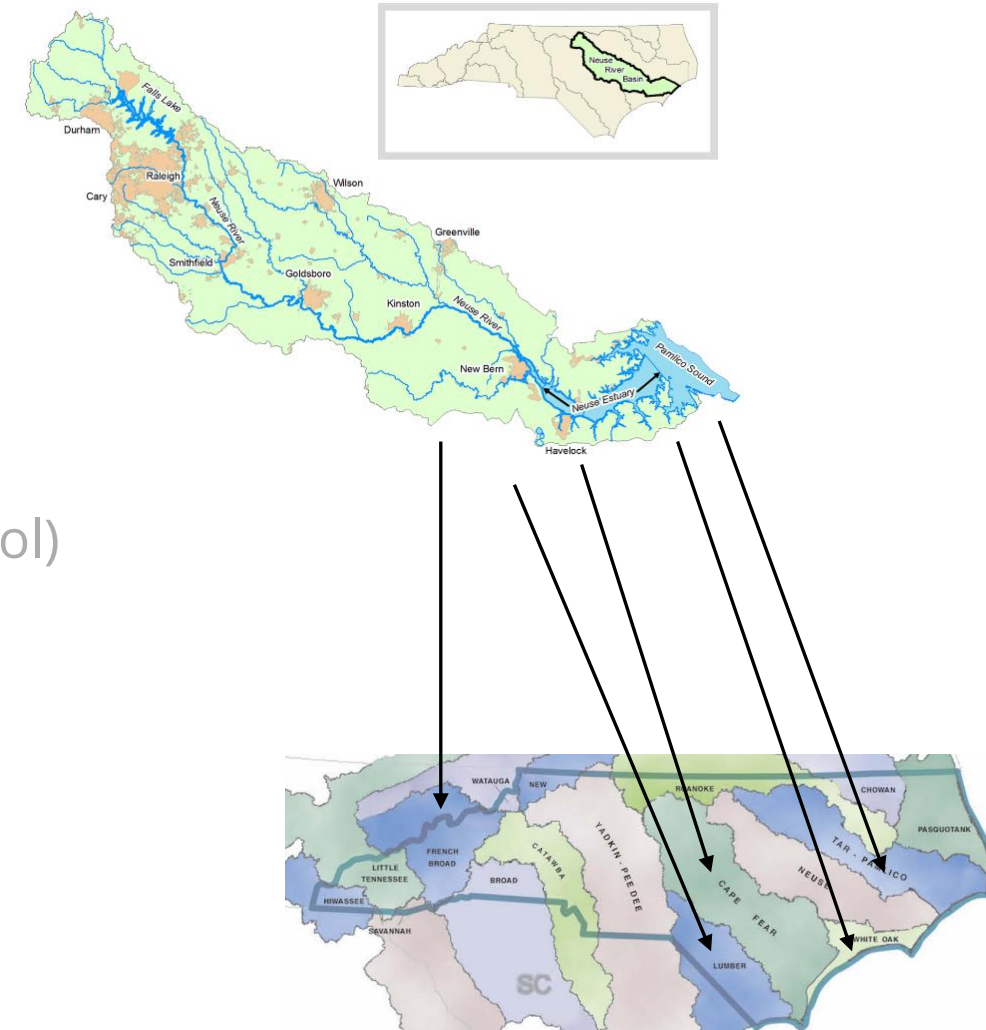 Neuse
River
Basin
Falls Lake
Durham
Raleigh
Cary
Wilson
Neuse River
Greenville
Smithfield
Goldsboro
Kinston
Neuse River
New Bern
Pamlico Sound
Neuse Estuary
Havelock
ol)
WATAUGA
NEW
ROANOKE
CHOWAN
PASQUOTANK
TAR - PAMLICO
YADKIN - PEE DEE
FRENCH
BROAD
CATAWBA
LITTLE
TENNESSEE
BROAD
NEUSE
CAPE FEAR
HIWASSEE
SAVANNAH
WHITE OAK
LUMBER
SC